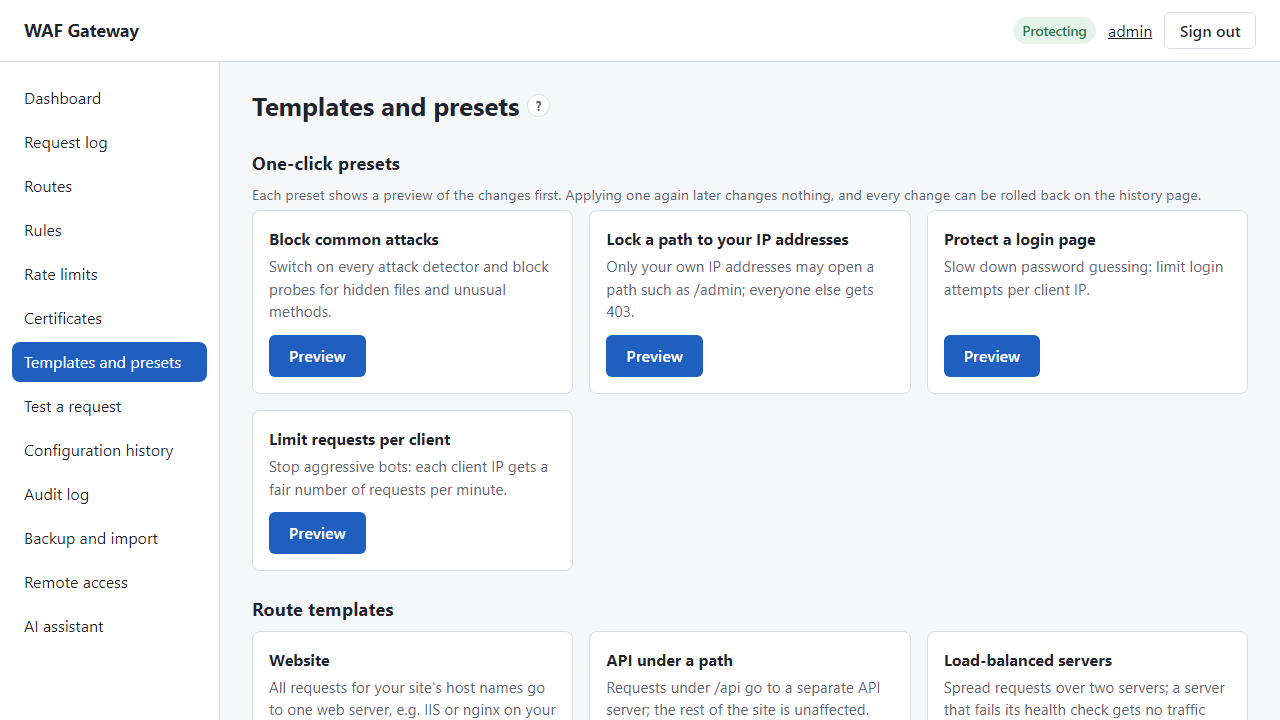 WAF Gateway
Protecting
admin
Sign out
Dashboard
Request log
Routes
Rules
Rate limits
Certificates
Templates and presets
Test a request
Configuration history
Audit log
Backup and import
Remote access
AI assistant
Templates and presets ?
One-click presets
Each preset shows a preview of the changes first. Applying one again later changes nothing, and every change can be rolled back on the history page.
Block common attacks
Switch on every attack detector and block
probes for hidden files and unusual
methods.
Preview
Lock a path to your IP addresses
Only your own IP addresses may open a
path such as /admin; everyone else gets
403.
Preview
Protect a login page
Slow down password guessing: limit login
attempts per client IP.
Preview
Limit requests per client
Stop aggressive bots: each client IP gets a
fair number of requests per minute.
Preview
Route templates
Website
All requests for your site's host names go
to one web server, e.g. IIS or nginx on your
API under a path
Requests under /api go to a separate API
server; the rest of the site is unaffected.
Load-balanced servers
Spread requests over two servers; a server
that fails its health check gets no traffic